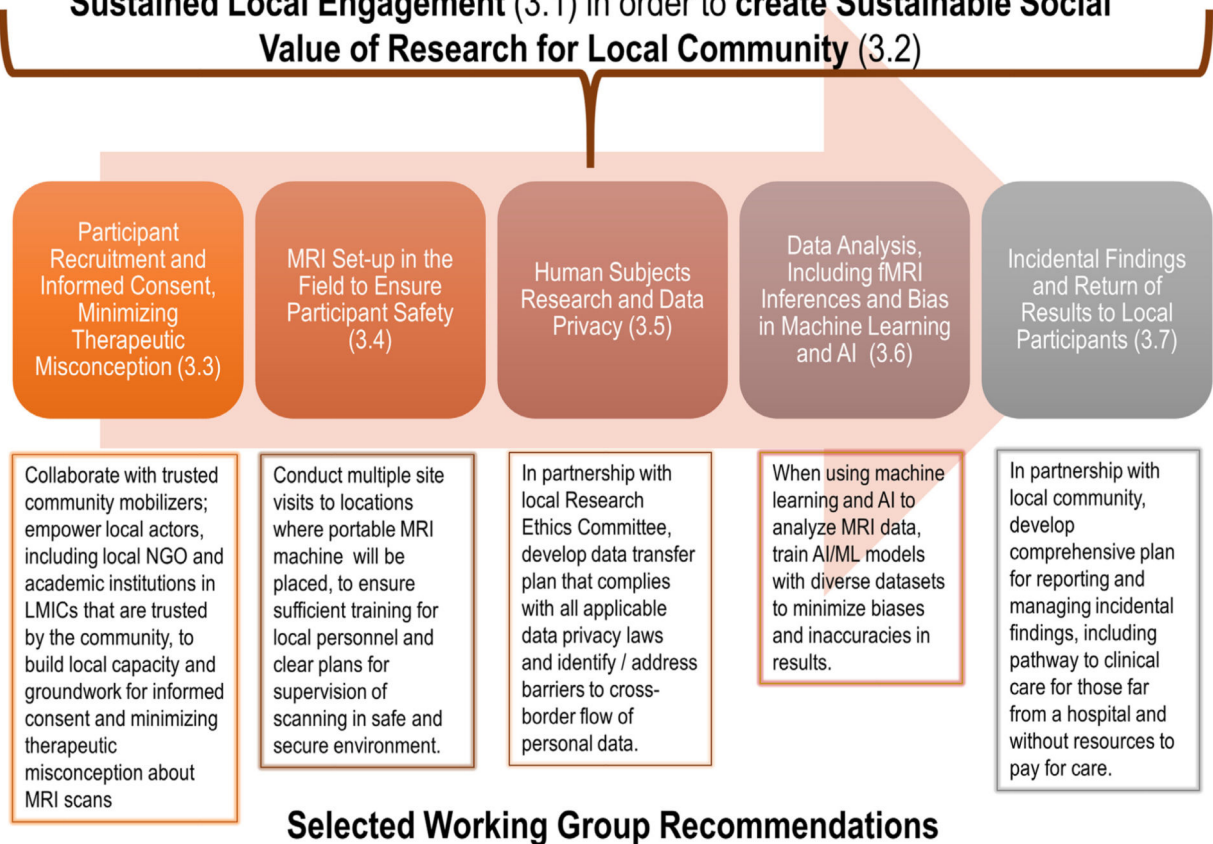 Sustained Local Engagement (3.1) in order to create Sustainable Social
Value of Research for Local Community (3.2)
Participant
Recruitment and
Informed Consent,
Minimizing
Therapeutic
Misconception (3.3)
MRI Set-up in the
Field to Ensure
Participant Safety
(3.4)
Human Subjects
Research and Data
Privacy (3.5)
Data Analysis,
Including fMRI
Inferences and Bias
in Machine Learning
and AI (3.6)
Incidental Findings
and Return of
Results to Local
Participants (3.7)
Collaborate with trusted
community mobilizers;
empower local actors,
including local NGO and
academic institutions in
LMICs that are trusted
by the community, to
build local capacity and
groundwork for informed
consent and minimizing
therapeutic
misconception about
MRI scans
Conduct multiple site
visits to locations
where portable MRI
machine will be
placed, to ensure
sufficient training for
local personnel and
clear plans for
supervision of
scanning in safe and
secure environment.
In partnership with
local Research
Ethics Committee,
develop data transfer
plan that complies
with all applicable
data privacy laws
and identify / address
barriers to cross-
border flow of
personal data.
When using machine
learning and AI to
analyze MRI data,
train AI/ML models
with diverse datasets
to minimize biases
and inaccuracies in
results.
In partnership with
local community,
develop
comprehensive plan
for reporting and
managing incidental
findings, including
pathway to clinical
care for those far
from a hospital and
without resources to
pay for care.
Selected Working Group Recommendations